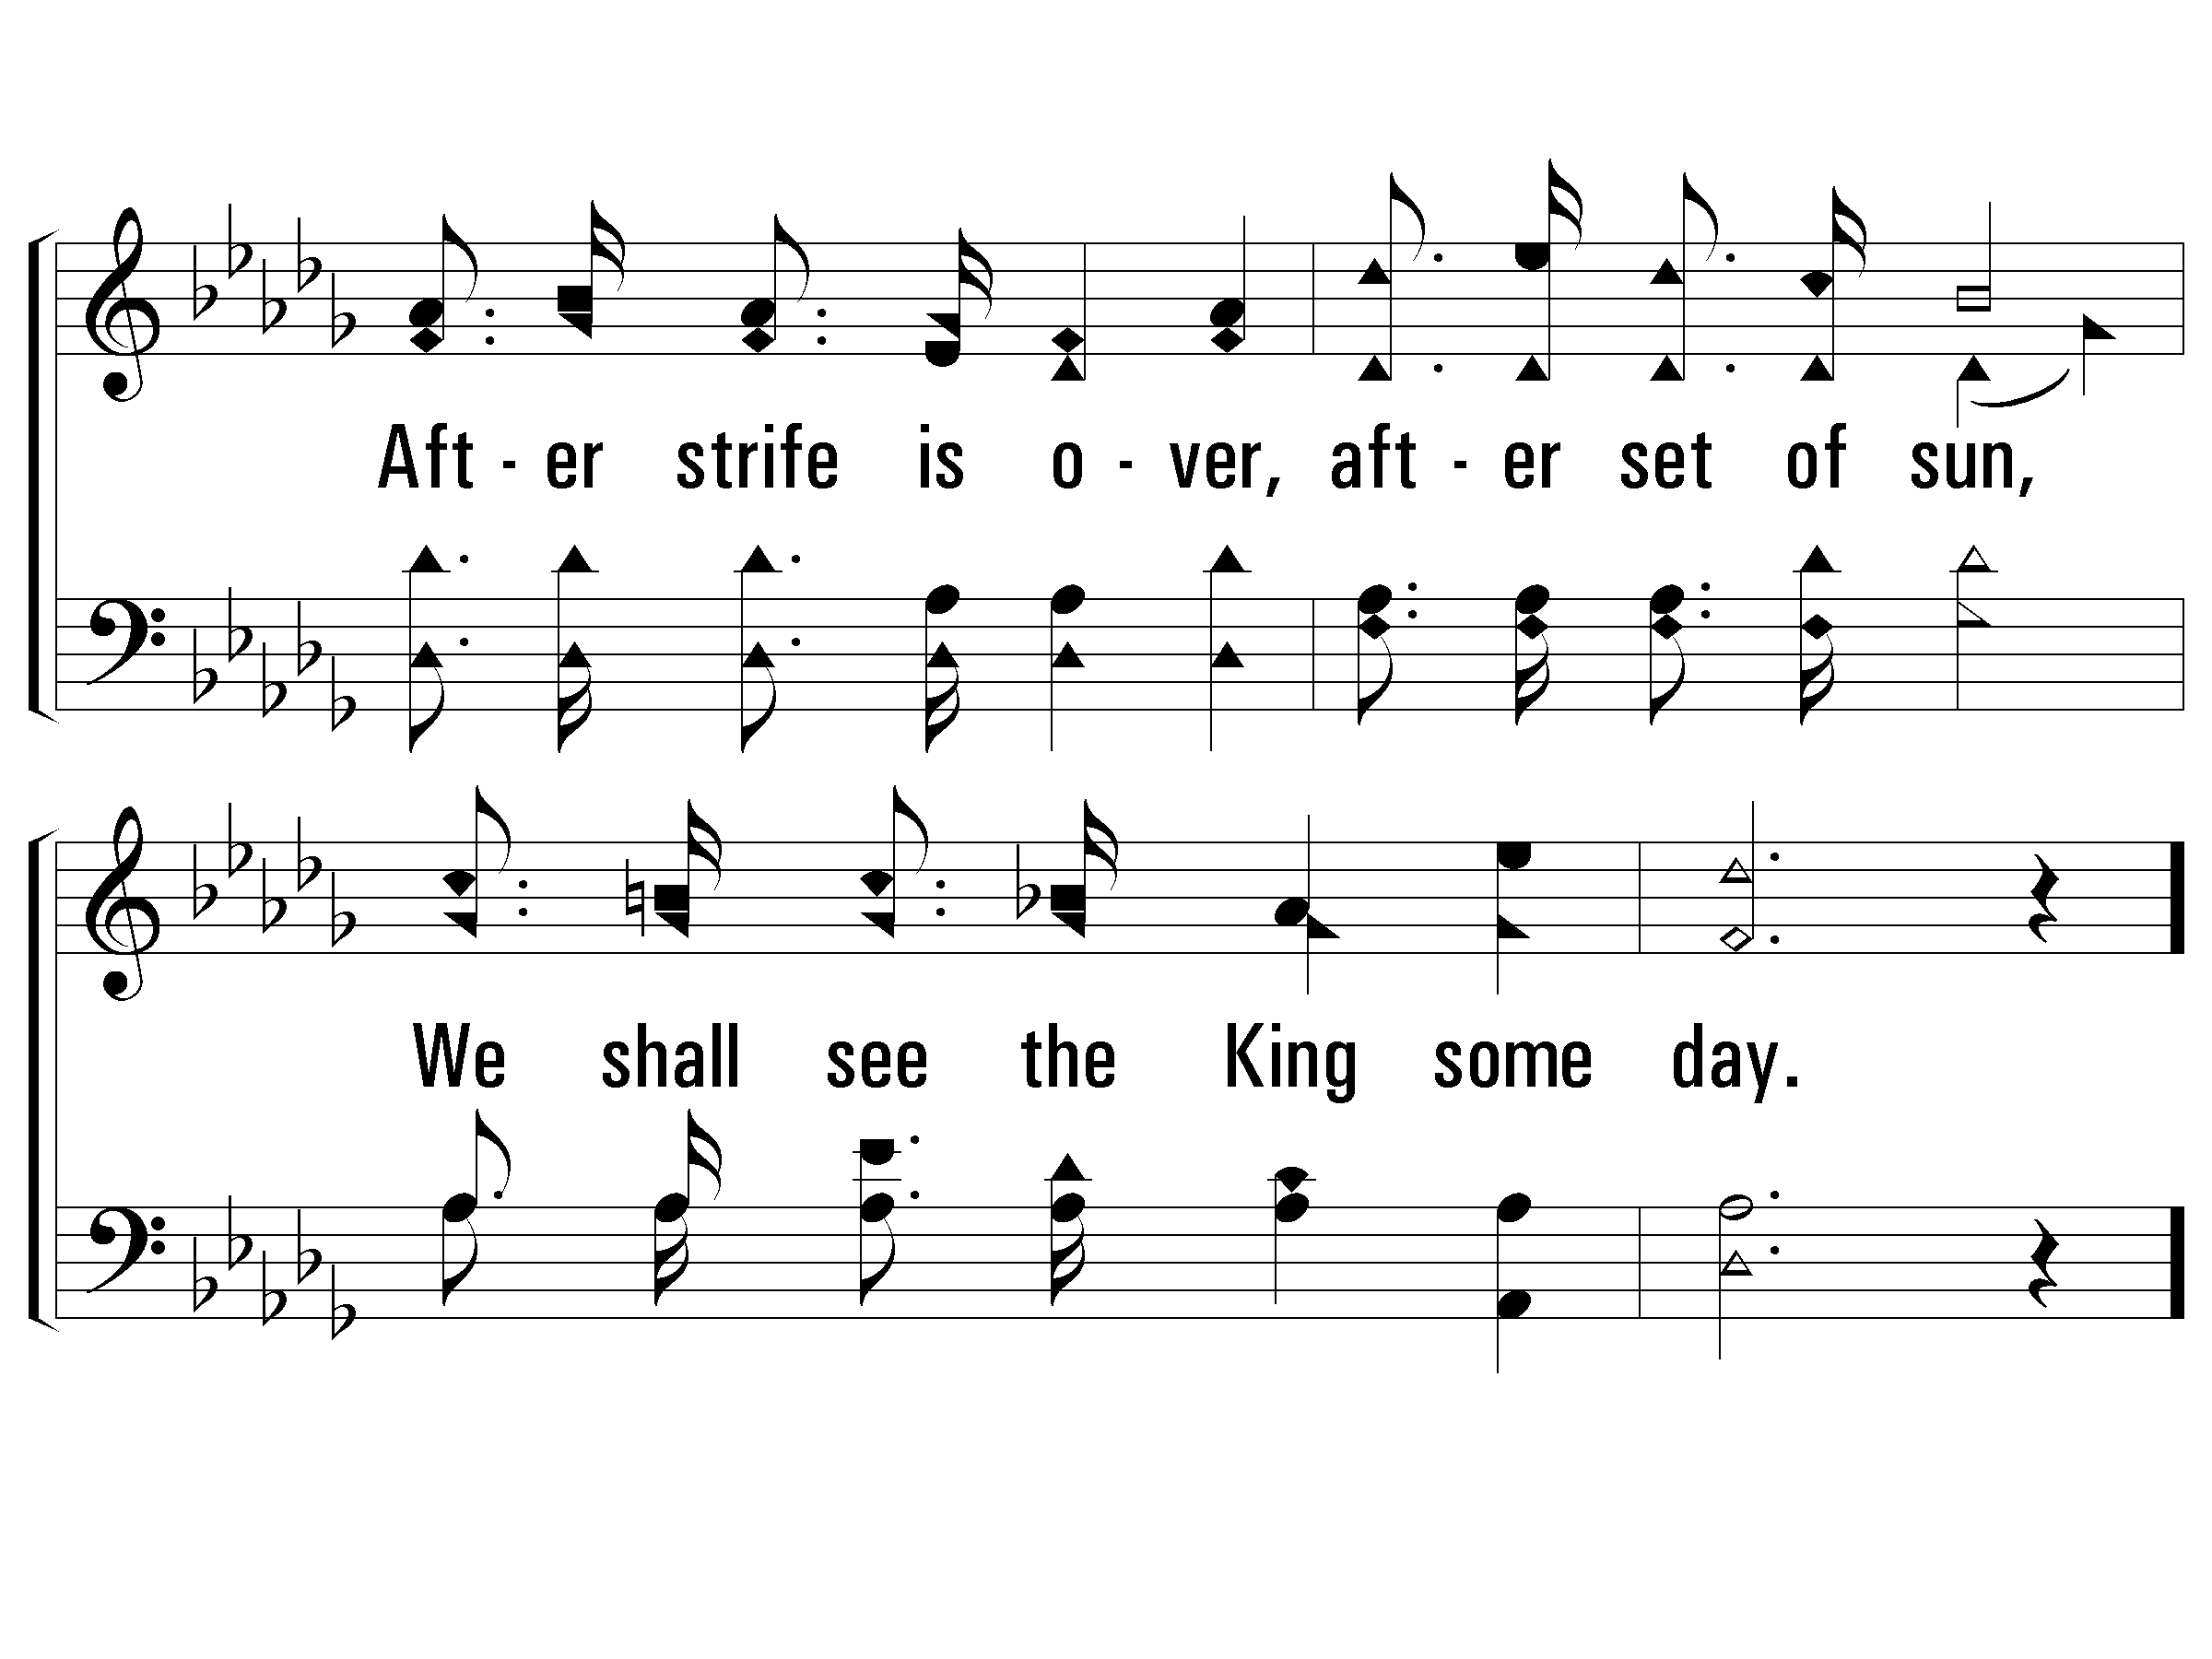 Aft - er strife is o - ver, aft - er set of sun,
We shall see the King some day.